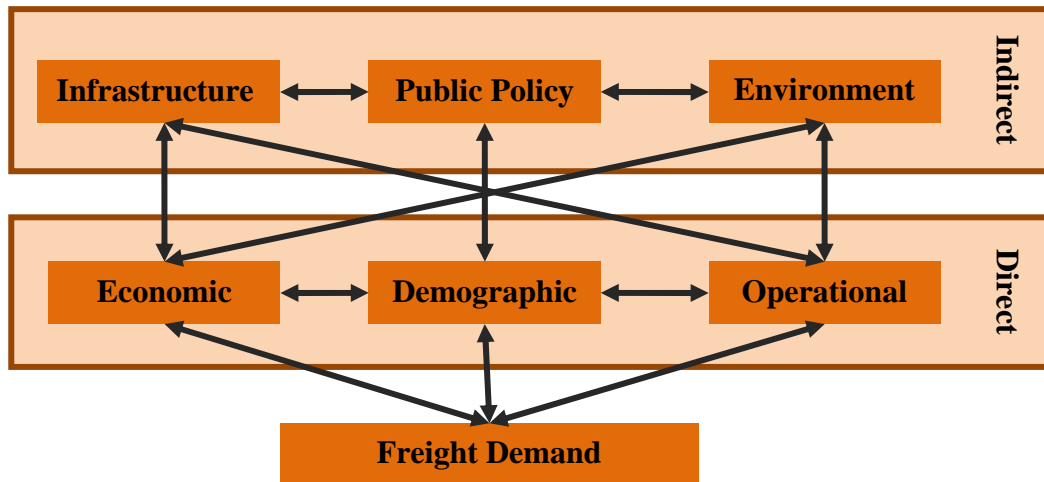 Infrastructure
Public Policy
Environment
Indirect
Economic
Demographic
Operational
Direct
Freight Demand